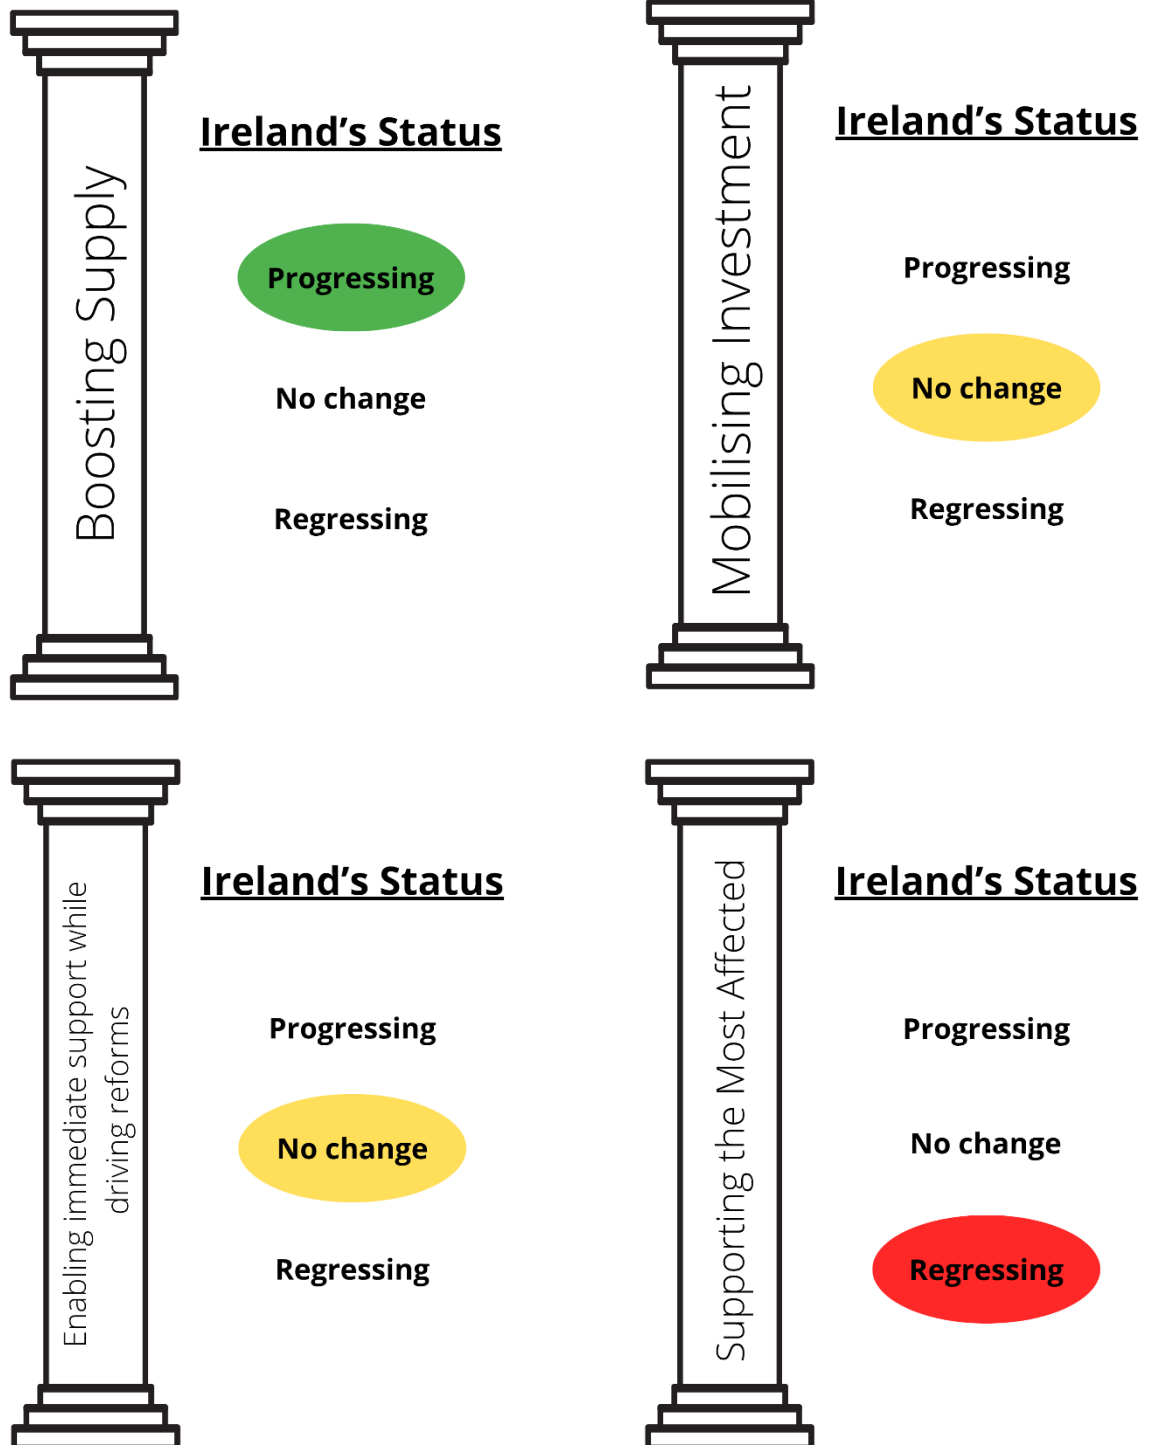 Boosting Supply
Ireland's Status
Progressing
No change
Regressing
Mobilising Investment
Ireland's Status
Progressing
No change
Regressing
Enabling immediate support while
driving reforms
Ireland's Status
Progressing
No change
Regressing
Supporting the Most Affected
Ireland's Status
Progressing
No change
Regressing